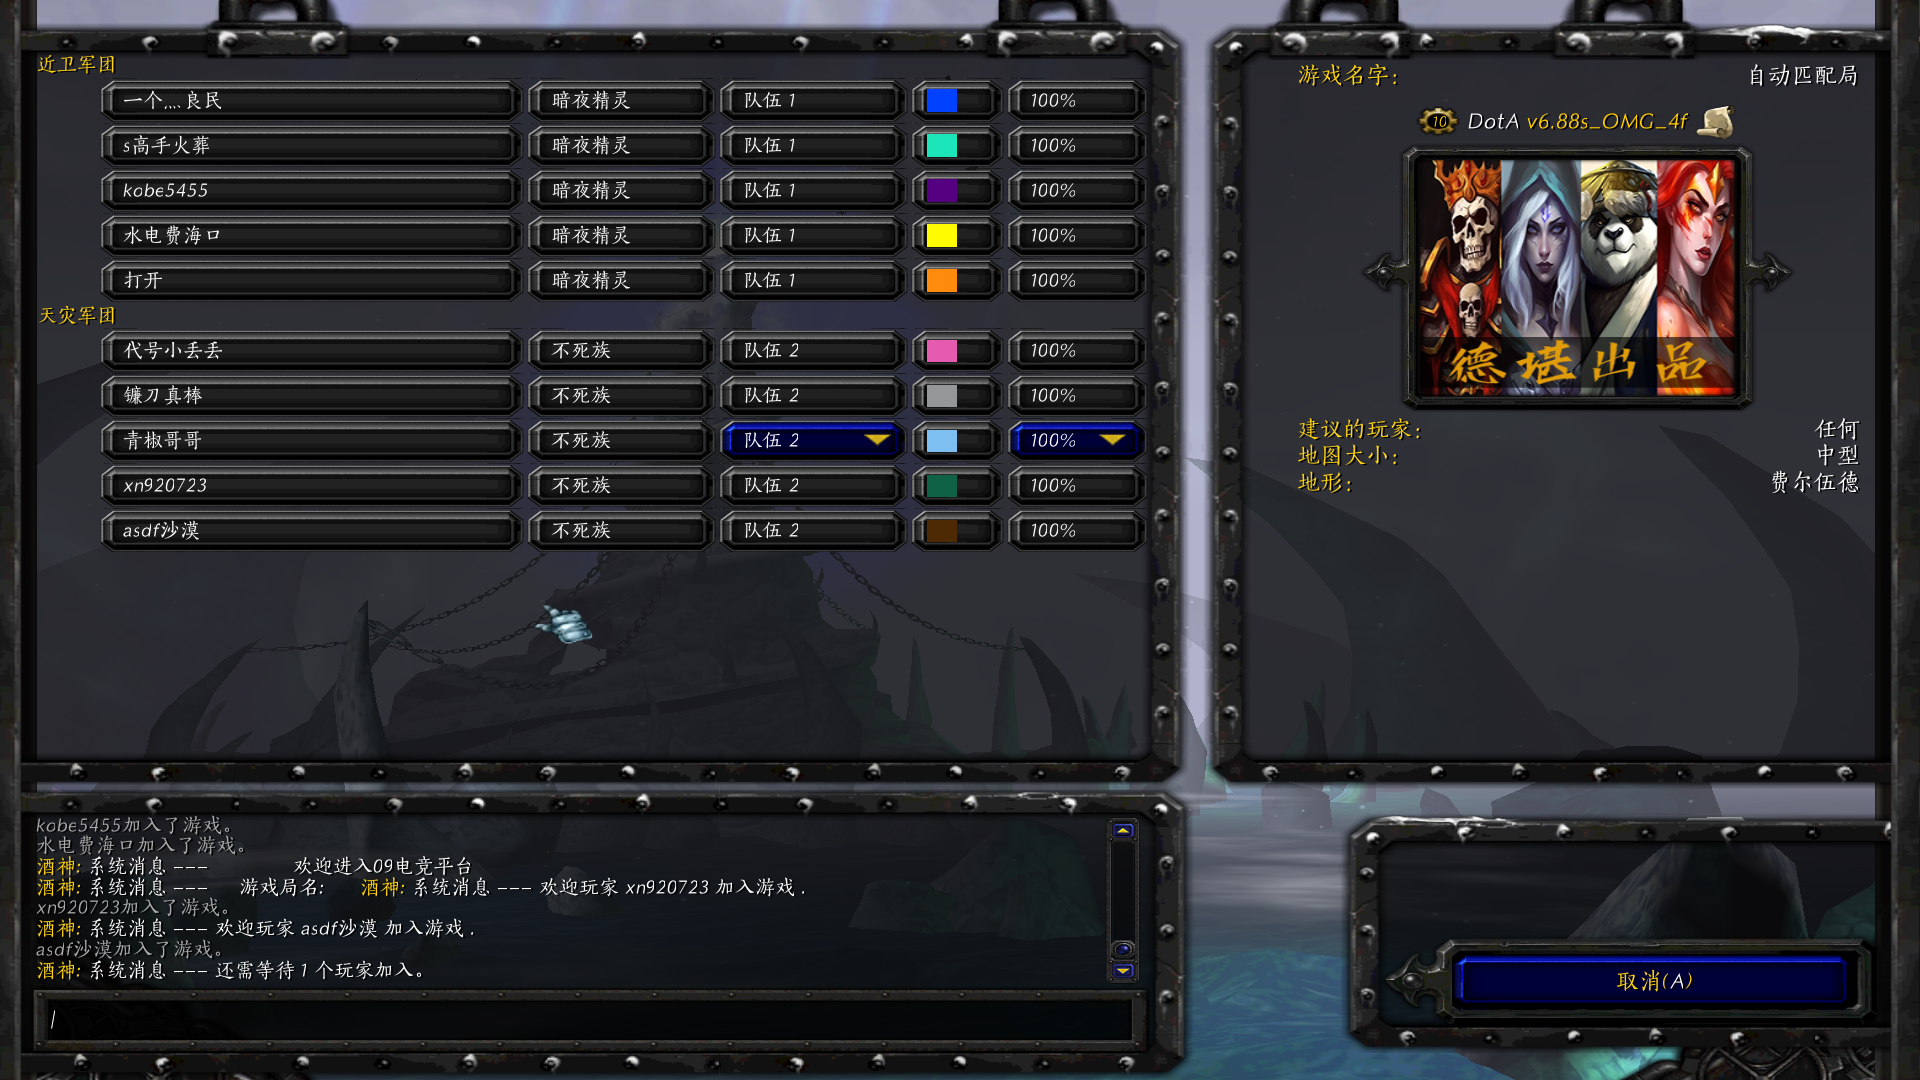 近卫军团
一个灬良民 暗夜精灵 队伍 1 100%
s高手火葬 暗夜精灵 队伍 1 100%
kobe5455 暗夜精灵 队伍 1 100%
水电费海口 暗夜精灵 队伍 1 100%
打开 暗夜精灵 队伍 1 100%
天灾军团
代号小丢丢 不死族 队伍 2 100%
镰刀真棒 不死族 队伍 2 100%
青椒哥哥 不死族 队伍 2 100%
xn920723 不死族 队伍 2 100%
asdf沙漠 不死族 队伍 2 100%
游戏名字: 自动匹配局
10 DotA v6.88s_OMG_4f
德堪出品
建议的玩家: 任何
地图大小: 中型
地形: 费尔伍德
kobe5455加入了游戏。
水电费海口加入了游戏。
酒神: 系统消息 --- 欢迎进入09电竞平台
酒神: 系统消息 --- 游戏局名: 酒神: 系统消息 --- 欢迎玩家 xn920723 加入游戏 .
xn920723加入了游戏。
酒神: 系统消息 --- 欢迎玩家 asdf沙漠 加入游戏 .
asdf沙漠加入了游戏。
酒神: 系统消息 --- 还需等待 1 个玩家加入。
取消(A)